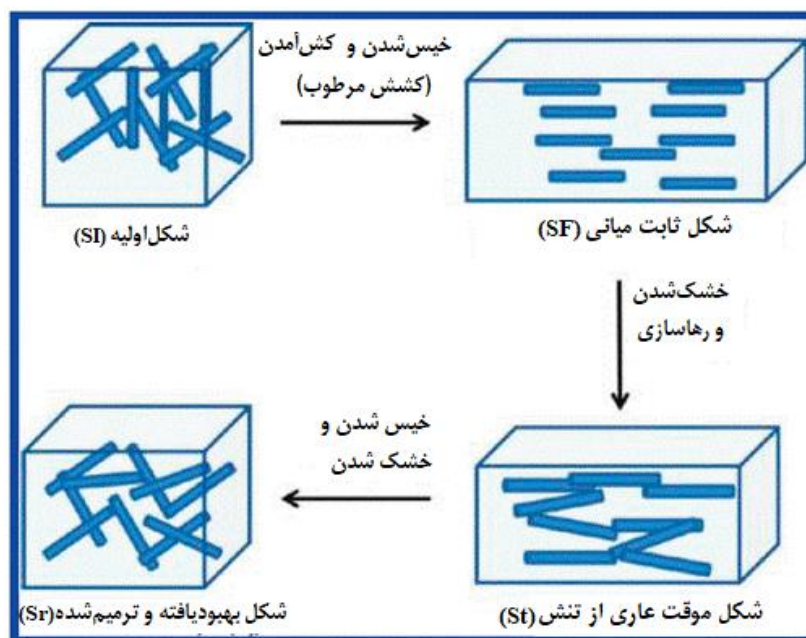 خیس‌شدن و کش‌آمدن
(کشش مرطوب)
شکل‌اولیه (SI)
شکل ثابت میانی (SF)
خشک‌شدن
و رهاسازی
خیس شدن و
خشک شدن
شکل موقت عاری از تنش (St)
شکل بهبودیافته و ترمیم‌شده(Sr)